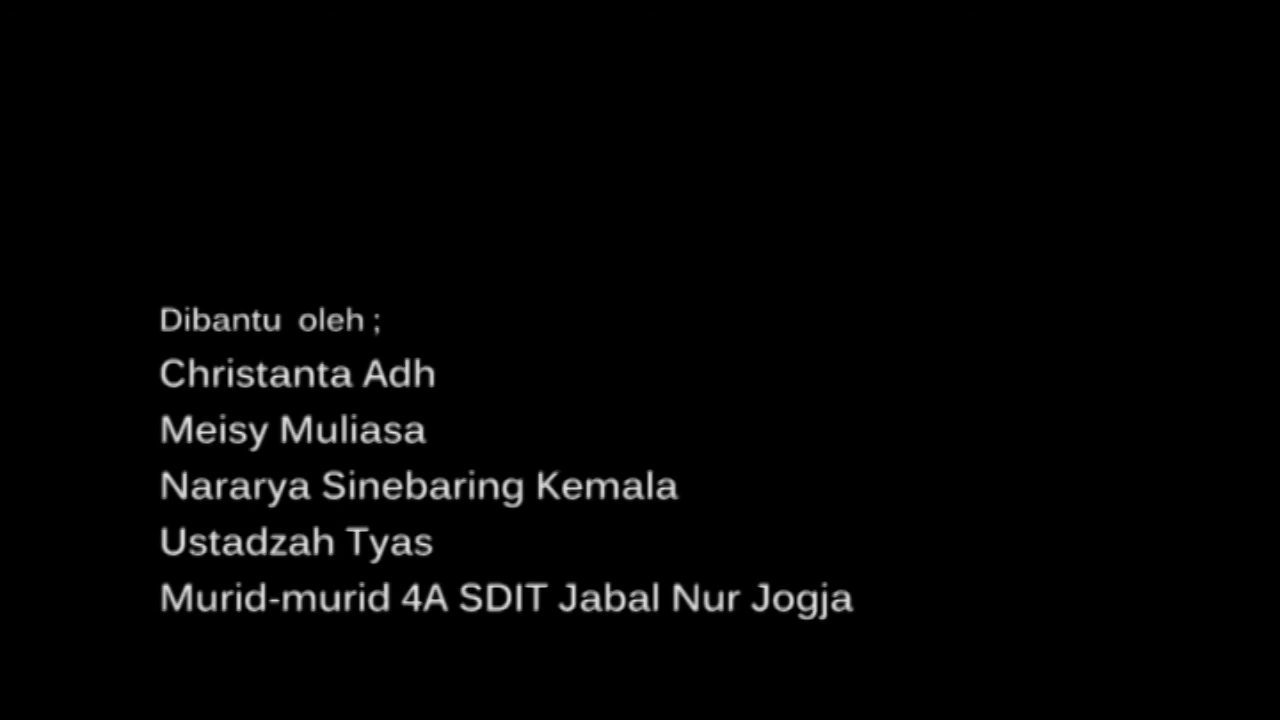 Dibantu oleh ;
Christanta Adh
Meisy Muliasa
Nararya Sinebaring Kemala
Ustadzah Tyas
Murid-murid 4A SDIT Jabal Nur Jogja